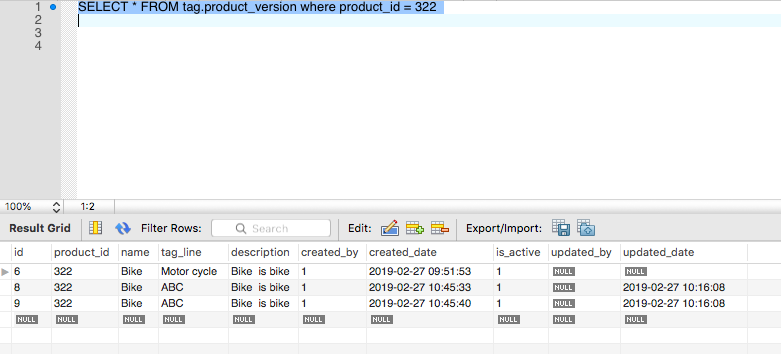 1 SELECT * FROM tag.product_version where product_id = 322
2
3
4
100% 1:2
Result Grid Filter Rows: Search Edit: Export/Import:
id product_id name tag_line description created_by created_date is_active updated_by updated_date
6 322 Bike Motor cycle Bike is bike 1 2019-02-27 09:51:53 1 NULL NULL
8 322 Bike ABC Bike is bike 1 2019-02-27 10:45:33 1 NULL 2019-02-27 10:16:08
9 322 Bike ABC Bike is bike 1 2019-02-27 10:45:40 1 NULL 2019-02-27 10:16:08
NULL NULL NULL NULL NULL NULL NULL NULL NULL NULL